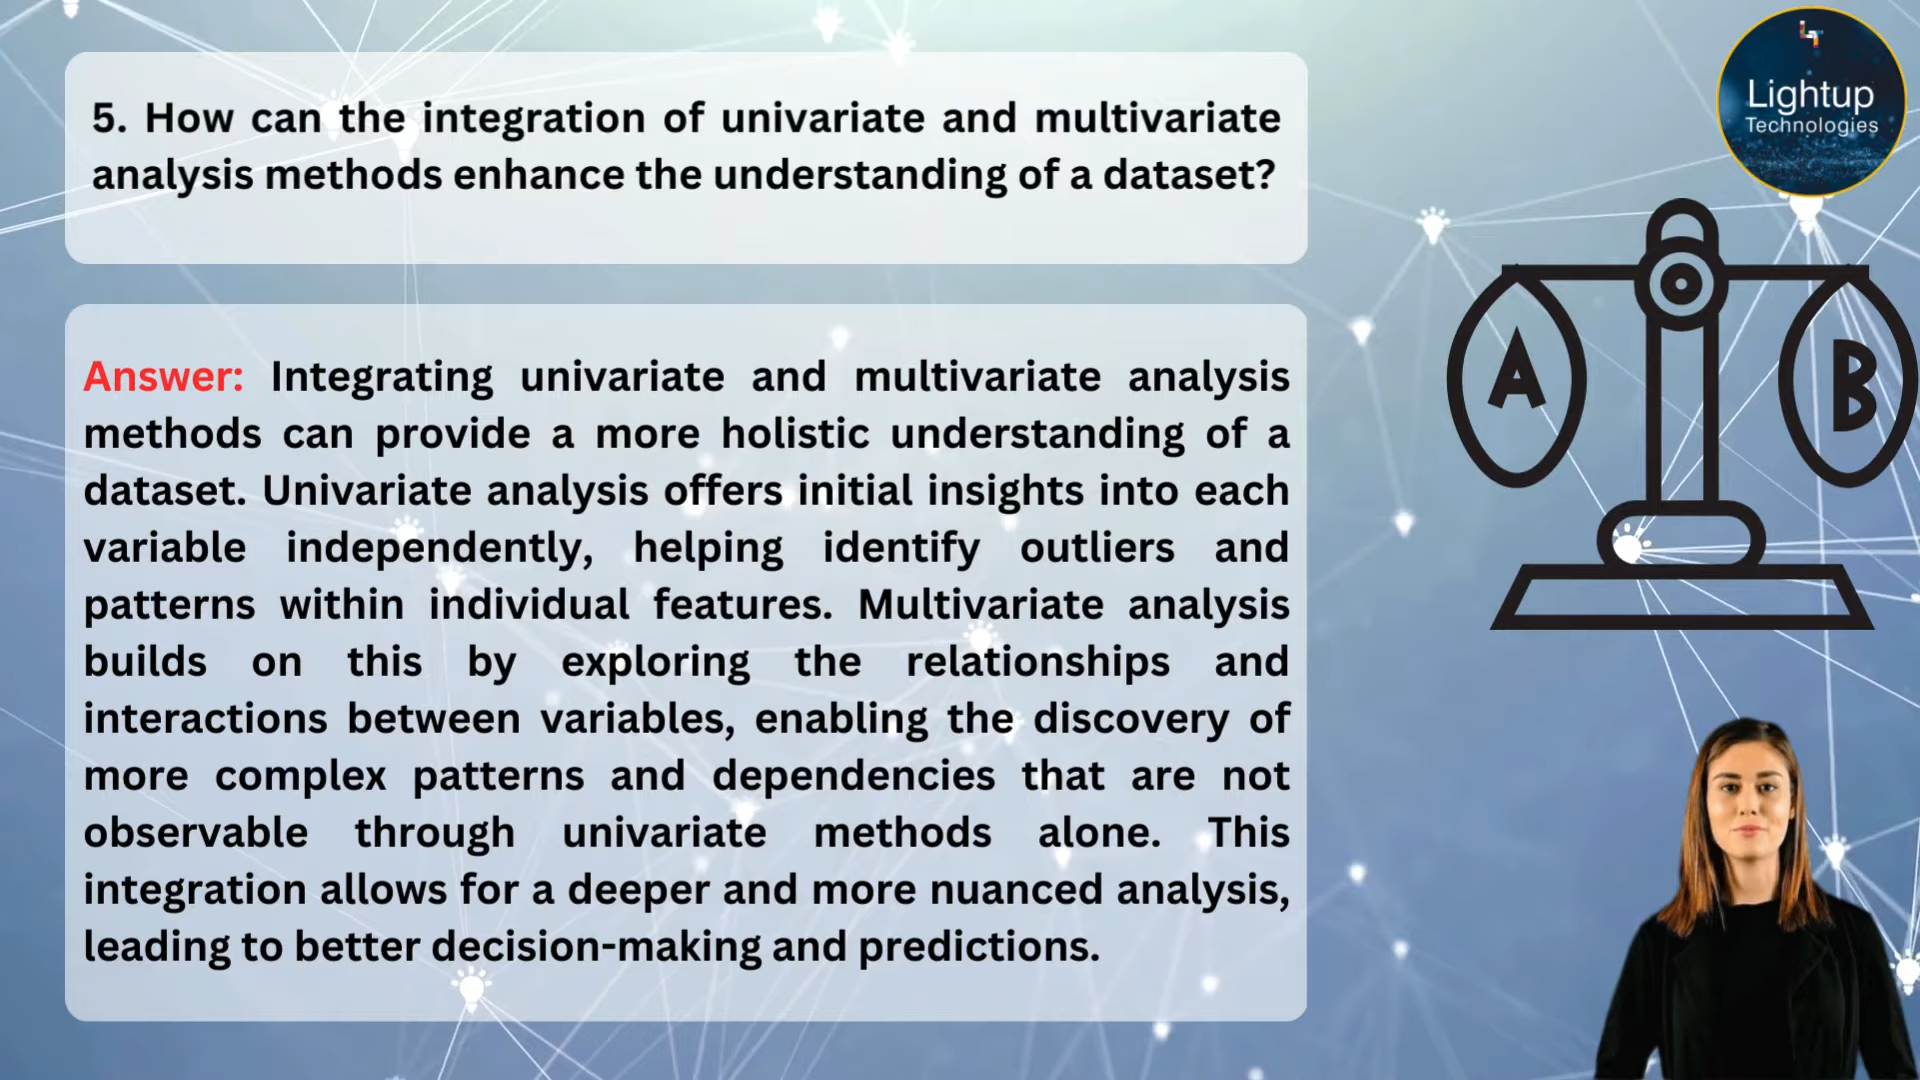 5. How can the integration of univariate and multivariate
analysis methods enhance the understanding of a dataset?
Answer: Integrating univariate and multivariate analysis
methods can provide a more holistic understanding of a
dataset. Univariate analysis offers initial insights into each
variable independently, helping identify outliers and
patterns within individual features. Multivariate analysis
builds on this by exploring the relationships and
interactions between variables, enabling the discovery of
more complex patterns and dependencies that are not
observable through univariate methods alone. This
integration allows for a deeper and more nuanced analysis,
leading to better decision-making and predictions.
LT
Lightup
Technologies
A
B